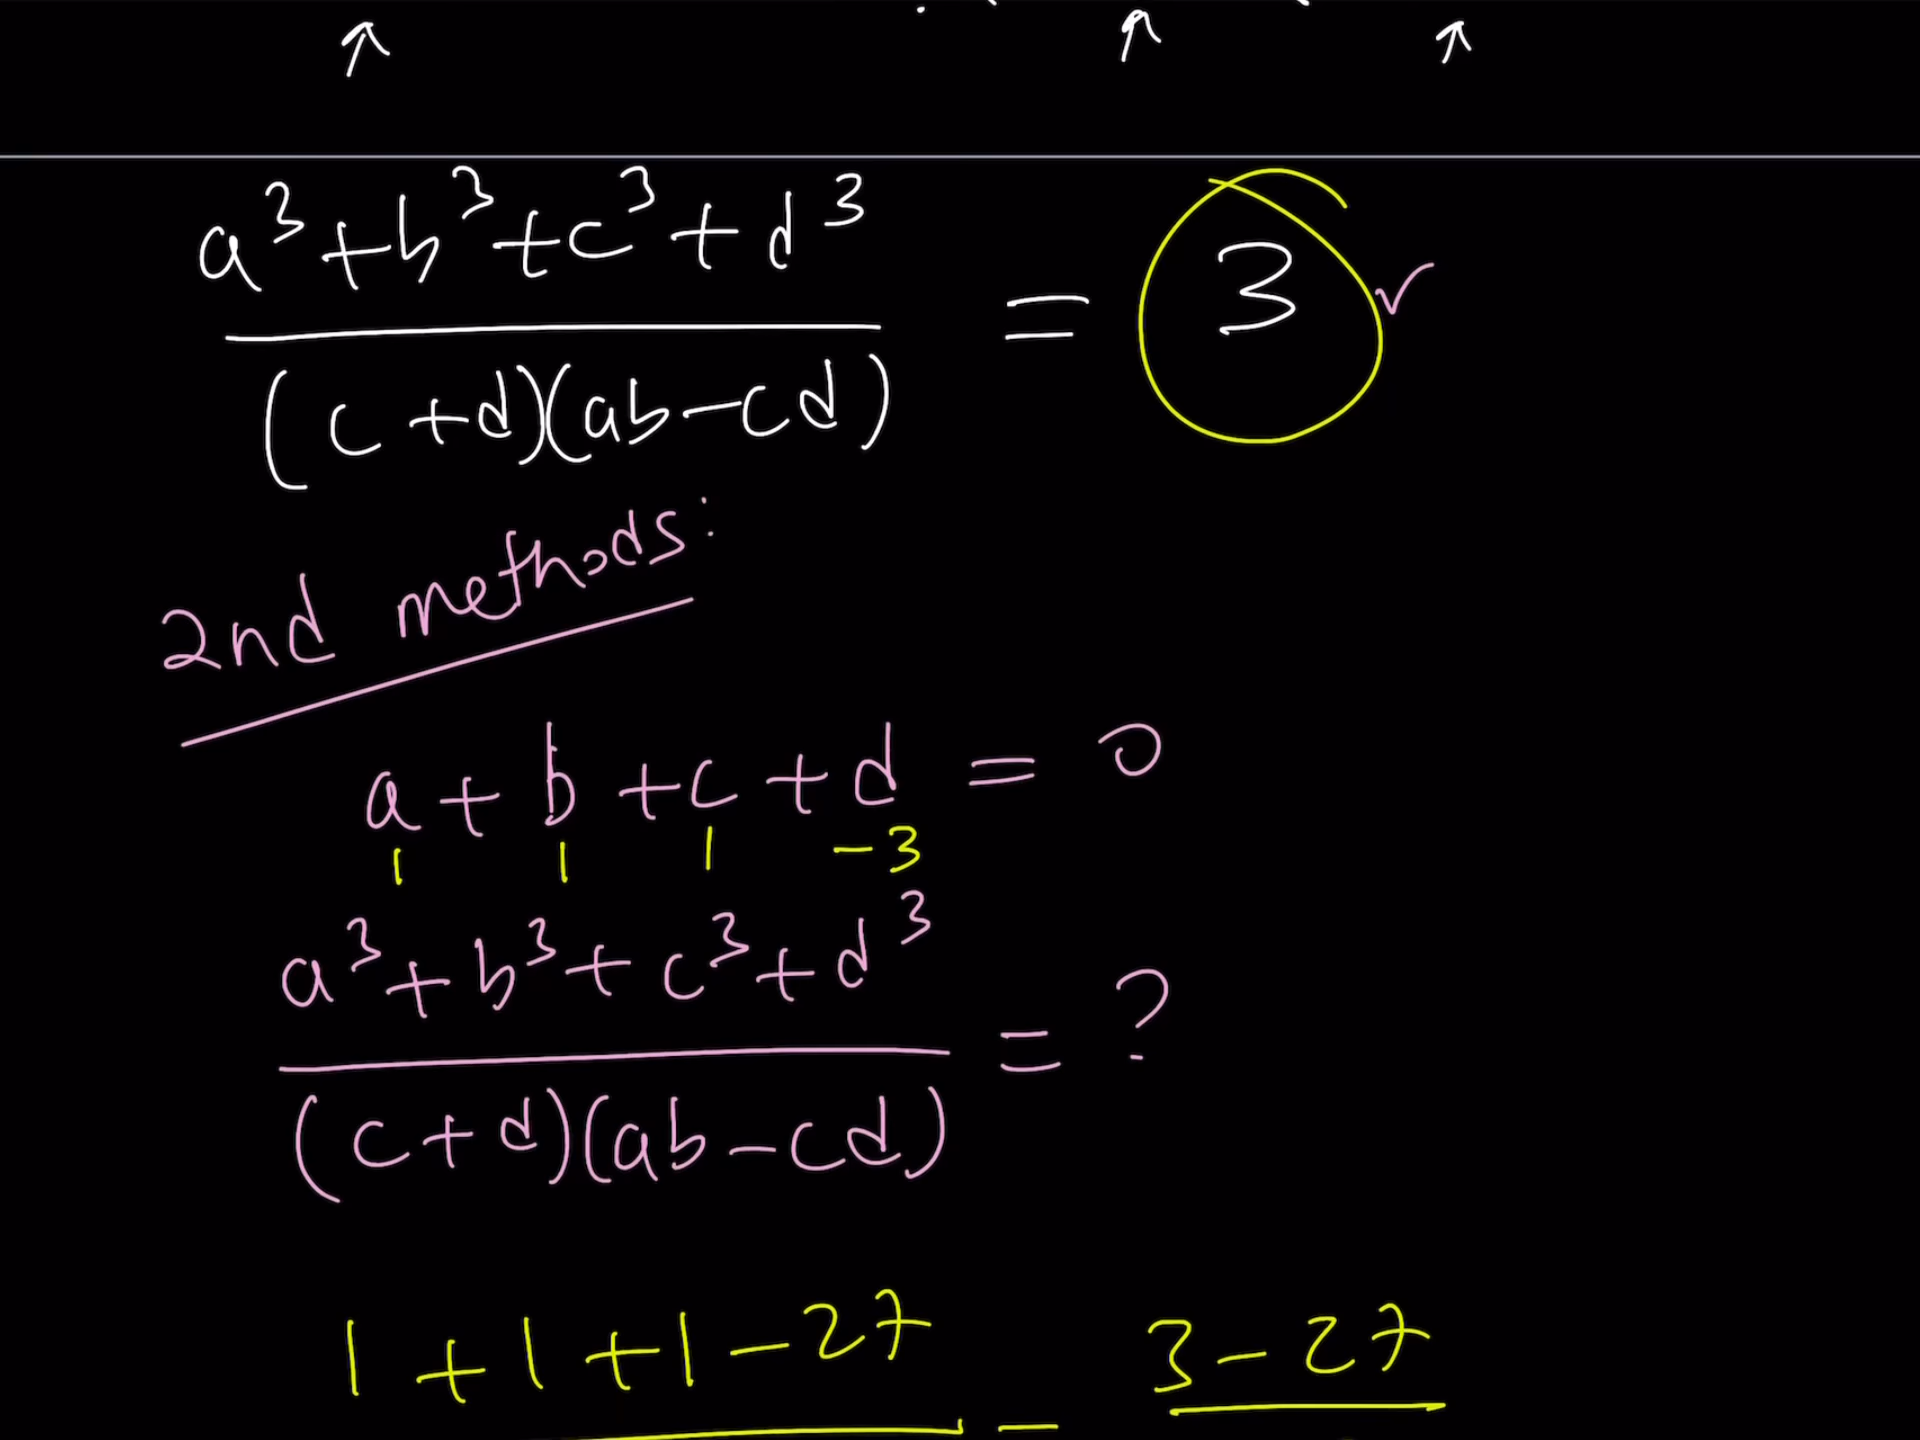 a³+b³+c³+d³
= 3
(c+d)(ab-cd)
2nd methods:
a+b+c+d=0
1 1 1 -3
a³+b³+c³+d³
= ?
(c+d)(ab-cd)
1+1+1-27 = 3-27